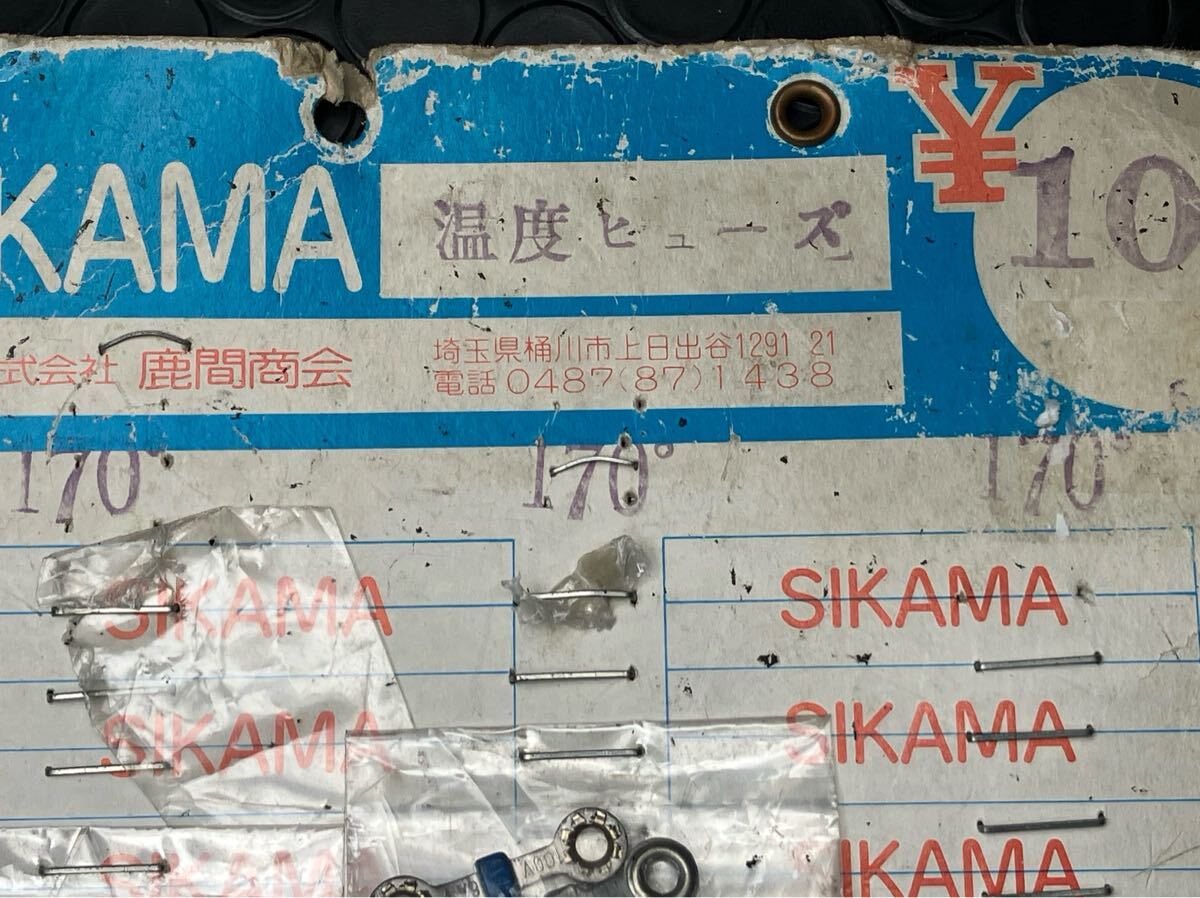 KAMA
温度ヒューズ
¥10
式会社 鹿間商会
埼玉県桶川市上日出谷1291 21
電話 0487(87)1438
170° 170° 170°
SIKAMA SIKAMA
SIKAMA SIKAMA
SIKAMA IKAMA
100V